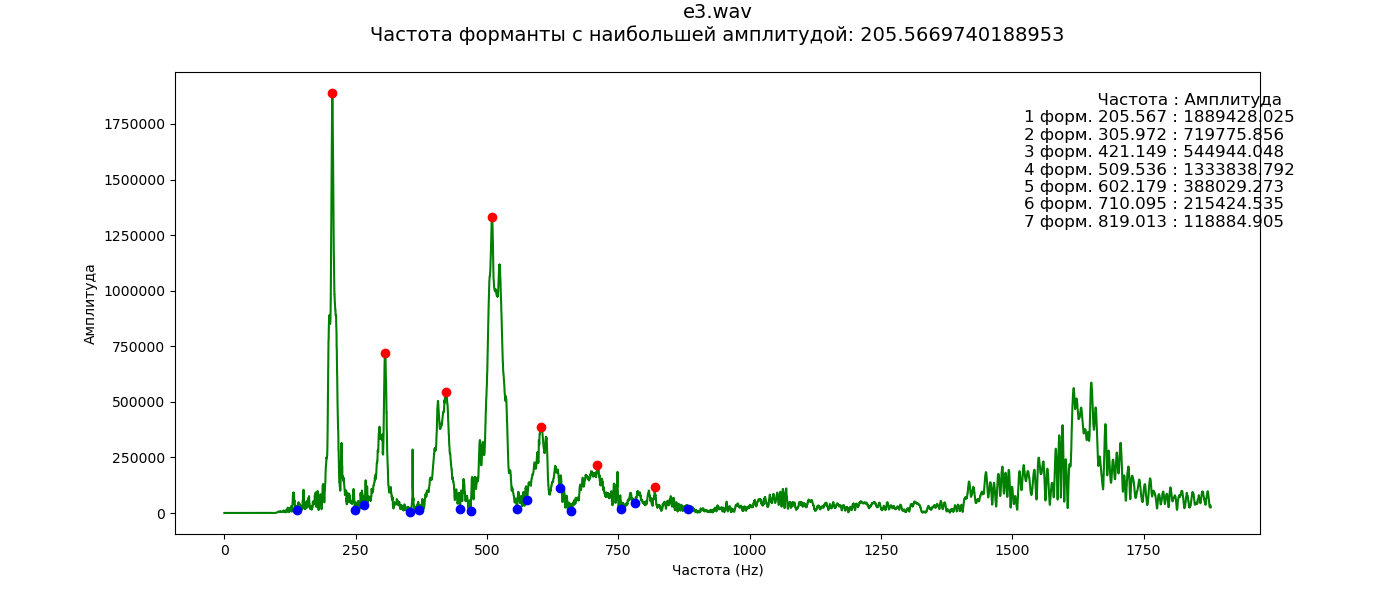 e3.wav
Частота форманты с наибольшей амплитудой: 205.5669740188953
Частота : Амплитуда
1 форм. 205.567 : 1889428.025
2 форм. 305.972 : 719775.856
3 форм. 421.149 : 544944.048
4 форм. 509.536 : 1333838.792
5 форм. 602.179 : 388029.273
6 форм. 710.095 : 215424.535
7 форм. 819.013 : 118884.905
Амплитуда
1750000
1500000
1250000
1000000
750000
500000
250000
0
0 250 500 750 1000 1250 1500 1750
Частота (Hz)